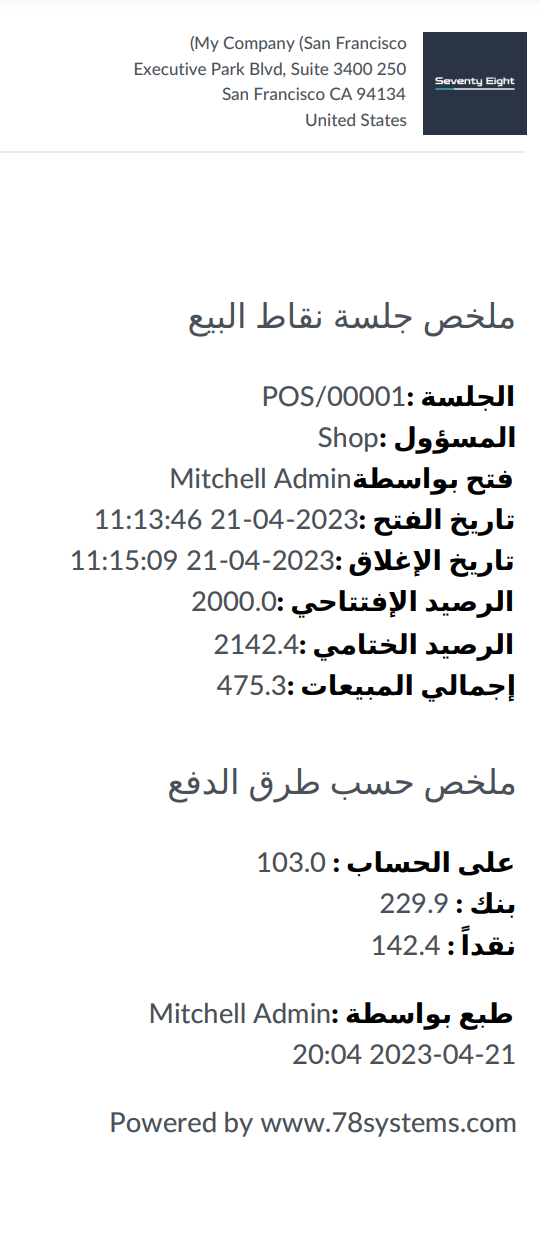 My Company (San Francisco)
250 Executive Park Blvd, Suite 3400
San Francisco CA 94134
United States
Seventy Eight
ملخص جلسة نقاط البيع
الجلسة :POS/00001
المسؤول :Shop
فتح بواسطةMitchell Admin
تاريخ الفتح :21-04-2023 11:13:46
تاريخ الإغلاق :21-04-2023 11:15:09
الرصيد الإفتتاحي :2000.0
الرصيد الختامي :2142.4
إجمالي المبيعات :475.3
ملخص حسب طرق الدفع
على الحساب : 103.0
بنك : 229.9
نقداً : 142.4
طبع بواسطة :Mitchell Admin
2023-04-21 20:04
Powered by www.78systems.com